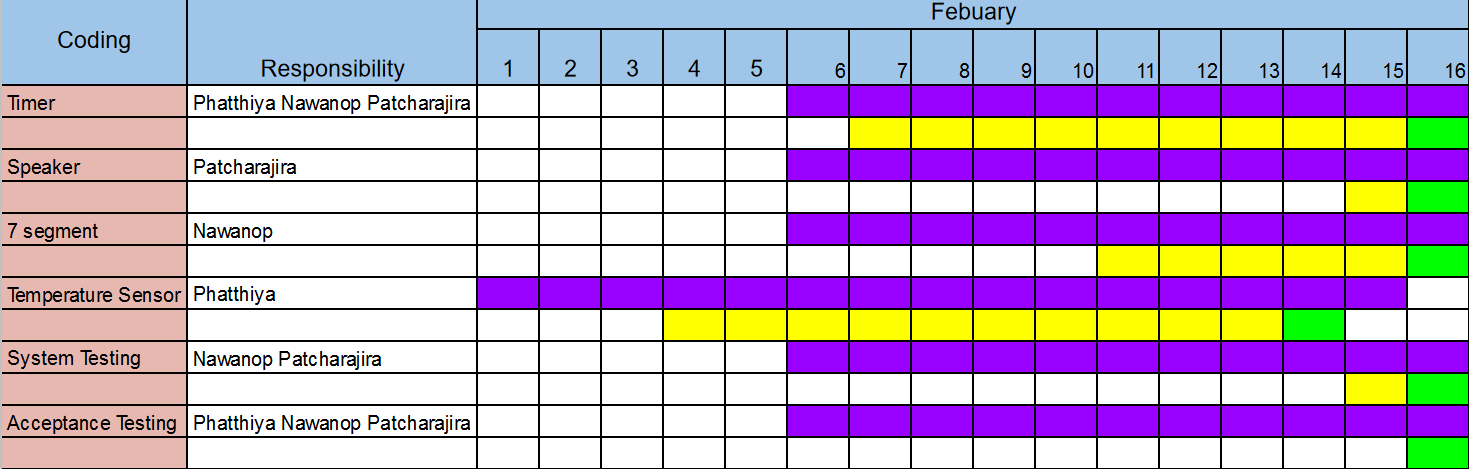 Febuary
Coding Responsibility 1 2 3 4 5 6 7 8 9 10 11 12 13 14 15 16
Timer Phatthiya Nawanop Patcharajira
Speaker Patcharajira
7 segment Nawanop
Temperature Sensor Phatthiya
System Testing Nawanop Patcharajira
Acceptance Testing Phatthiya Nawanop Patcharajira